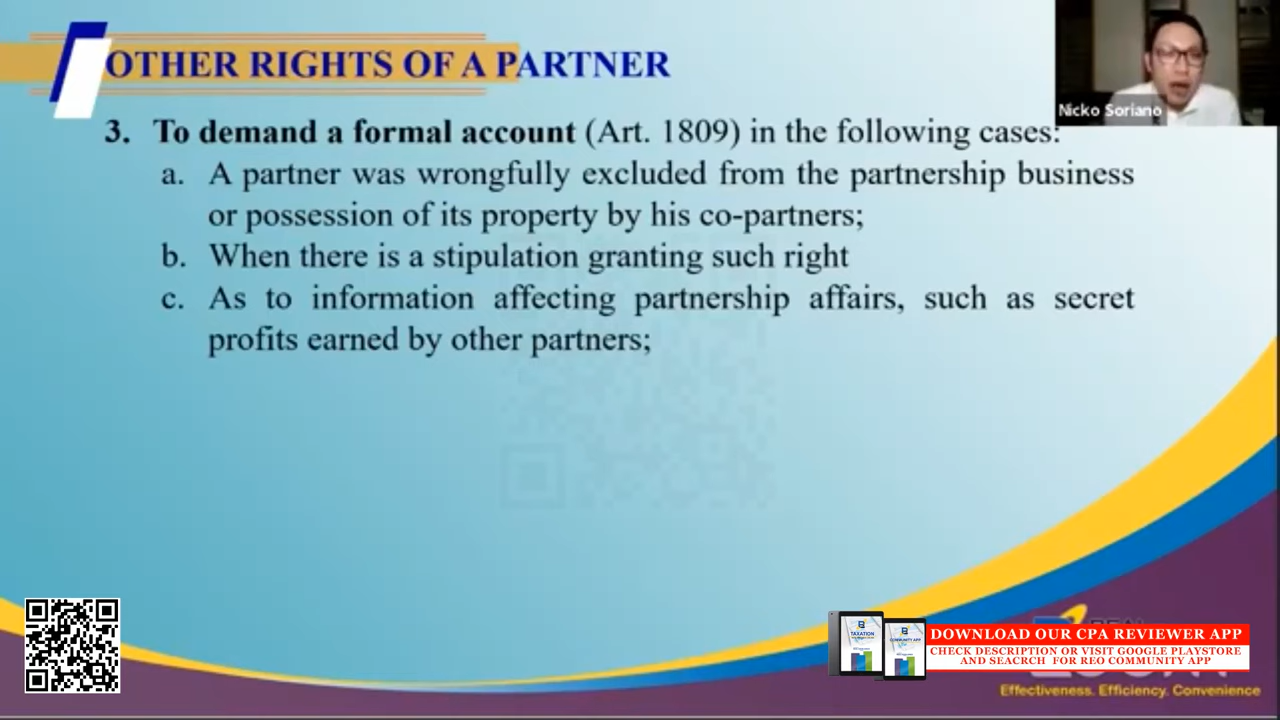 OTHER RIGHTS OF A PARTNER
Nicko Soriano
3. To demand a formal account (Art. 1809) in the following cases:
a. A partner was wrongfully excluded from the partnership business
or possession of its property by his co-partners;
b. When there is a stipulation granting such right
c. As to information affecting partnership affairs, such as secret
profits earned by other partners;
TAXATION
COMMUNITY APP
DOWNLOAD OUR CPA REVIEWER APP
CHECK DESCRIPTION OR VISIT GOOGLE PLAYSTORE
AND SEACRCH FOR REO COMMUNITY APP
Effectiveness. Efficiency. Convenience